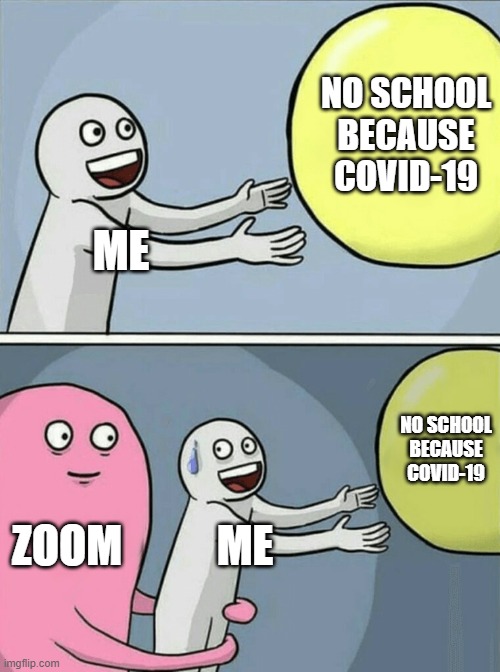 NO SCHOOL
BECAUSE
COVID-19
ME
NO SCHOOL
BECAUSE
COVID-19
ZOOM
ME
imgflip.com